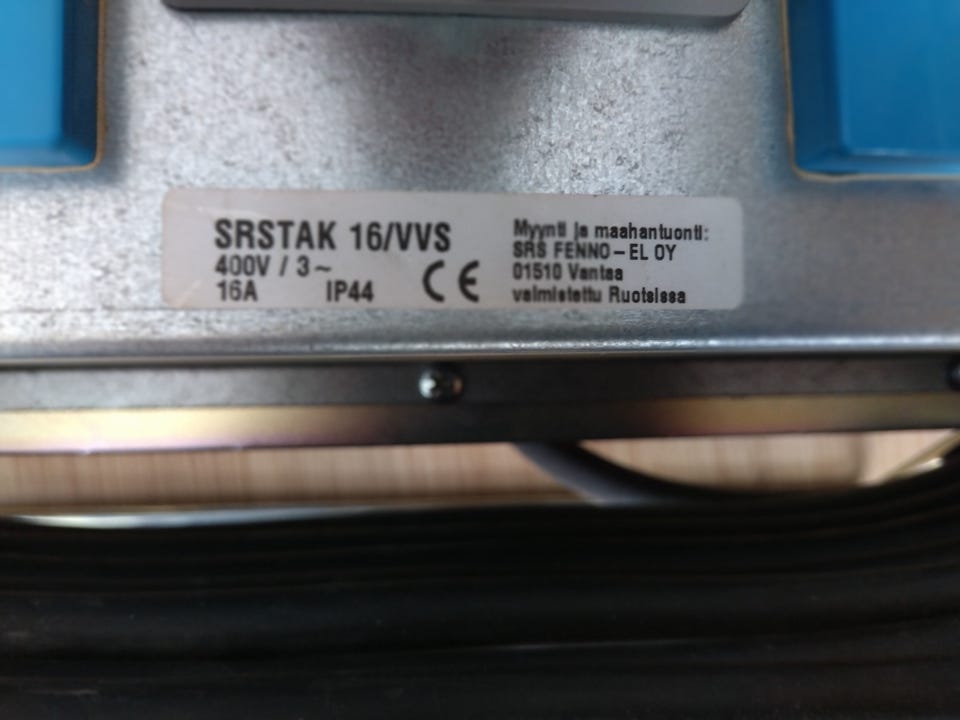 SRSTAK 16/VVS
400V / 3~
16A IP44 CE
Myynti ja maahantuonti:
SRS FENNO-EL OY
01510 Vantaa
valmistettu Ruotsissa